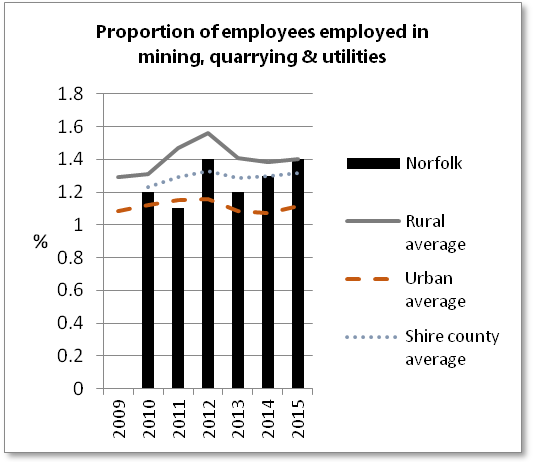 Proportion of employees employed in
mining, quarrying & utilities
1.8
1.6
1.4
1.2
1
0.8
0.6
0.4
0.2
0
%
2009
2010
2011
2012
2013
2014
2015
Norfolk
Rural
average
Urban
average
Shire county
average